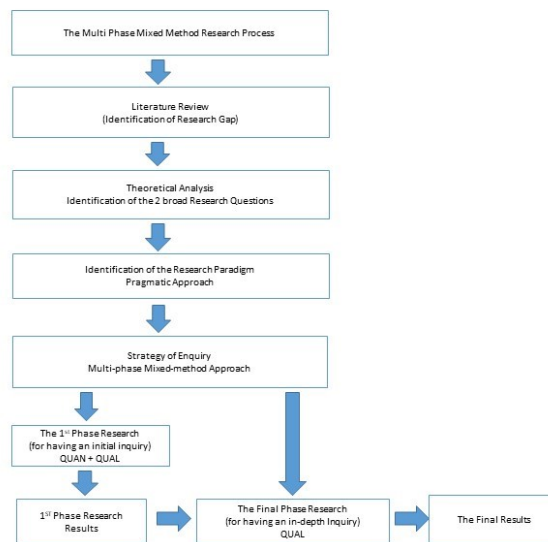 The Multi Phase Mixed Method Research Process
Literature Review
(Identification of Research Gap)
Theoretical Analysis
Identification of the 2 broad Research Questions
Identification of the Research Paradigm
Pragmatic Approach
Strategy of Enquiry
Multi-phase Mixed-method Approach
The 1st Phase Research
(for having an initial inquiry)
QUAN + QUAL
1ST Phase Research
Results
The Final Phase Research
(for having an in-depth Inquiry)
QUAL
The Final Results